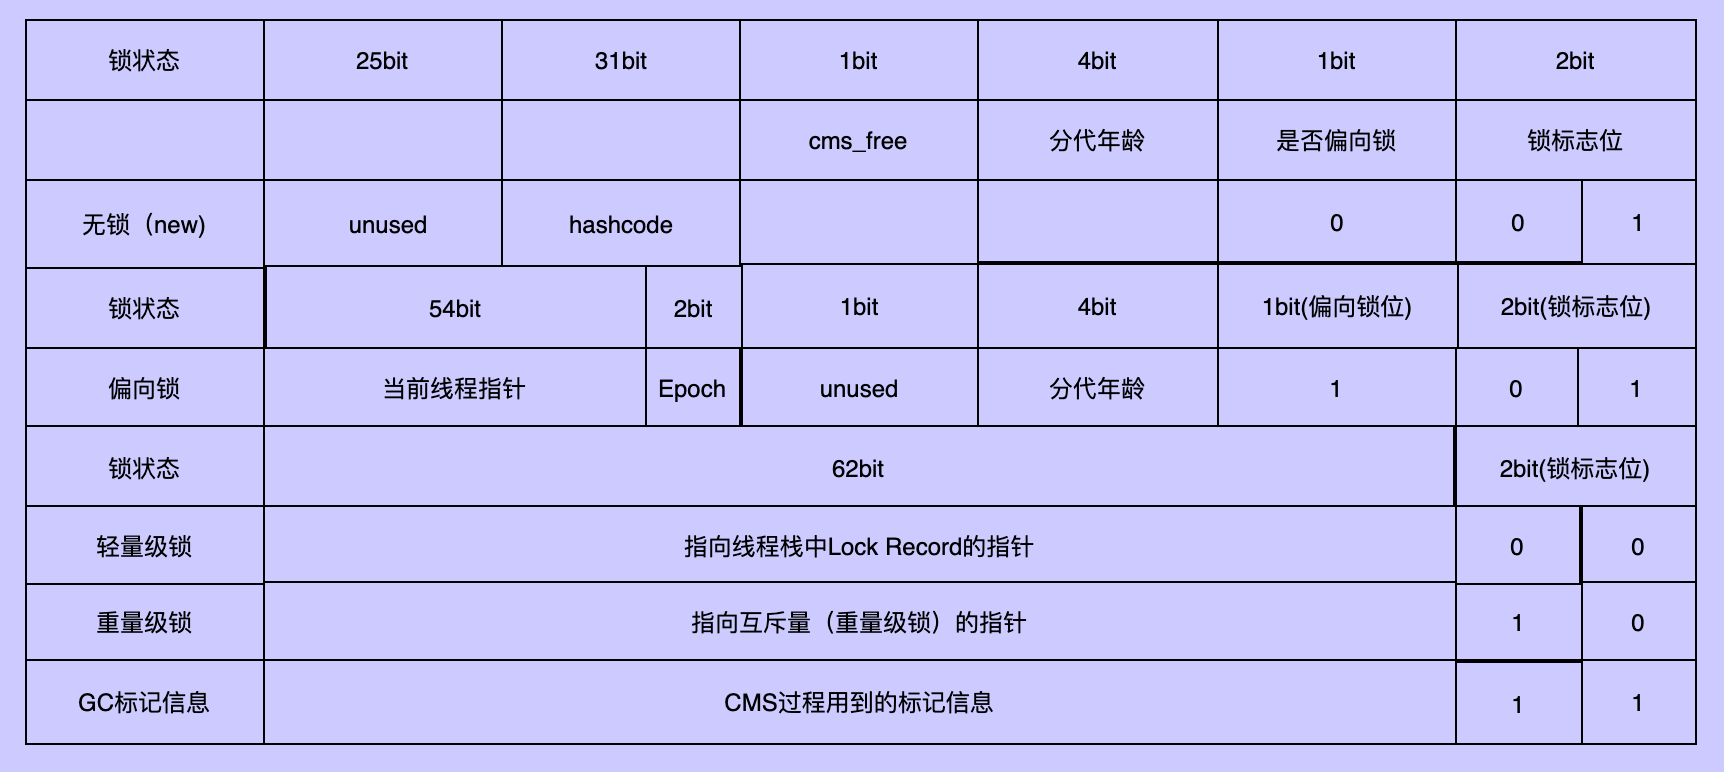 锁状态 25bit 31bit 1bit 4bit 1bit 2bit
cms_free 分代年龄 是否偏向锁 锁标志位
无锁（new) unused hashcode 0 0 1
锁状态 54bit 2bit 1bit 4bit 1bit(偏向锁位) 2bit(锁标志位)
偏向锁 当前线程指针 Epoch unused 分代年龄 1 0 1
锁状态 62bit 2bit(锁标志位)
轻量级锁 指向线程栈中Lock Record的指针 0 0
重量级锁 指向互斥量（重量级锁）的指针 1 0
GC标记信息 CMS过程用到的标记信息 1 1